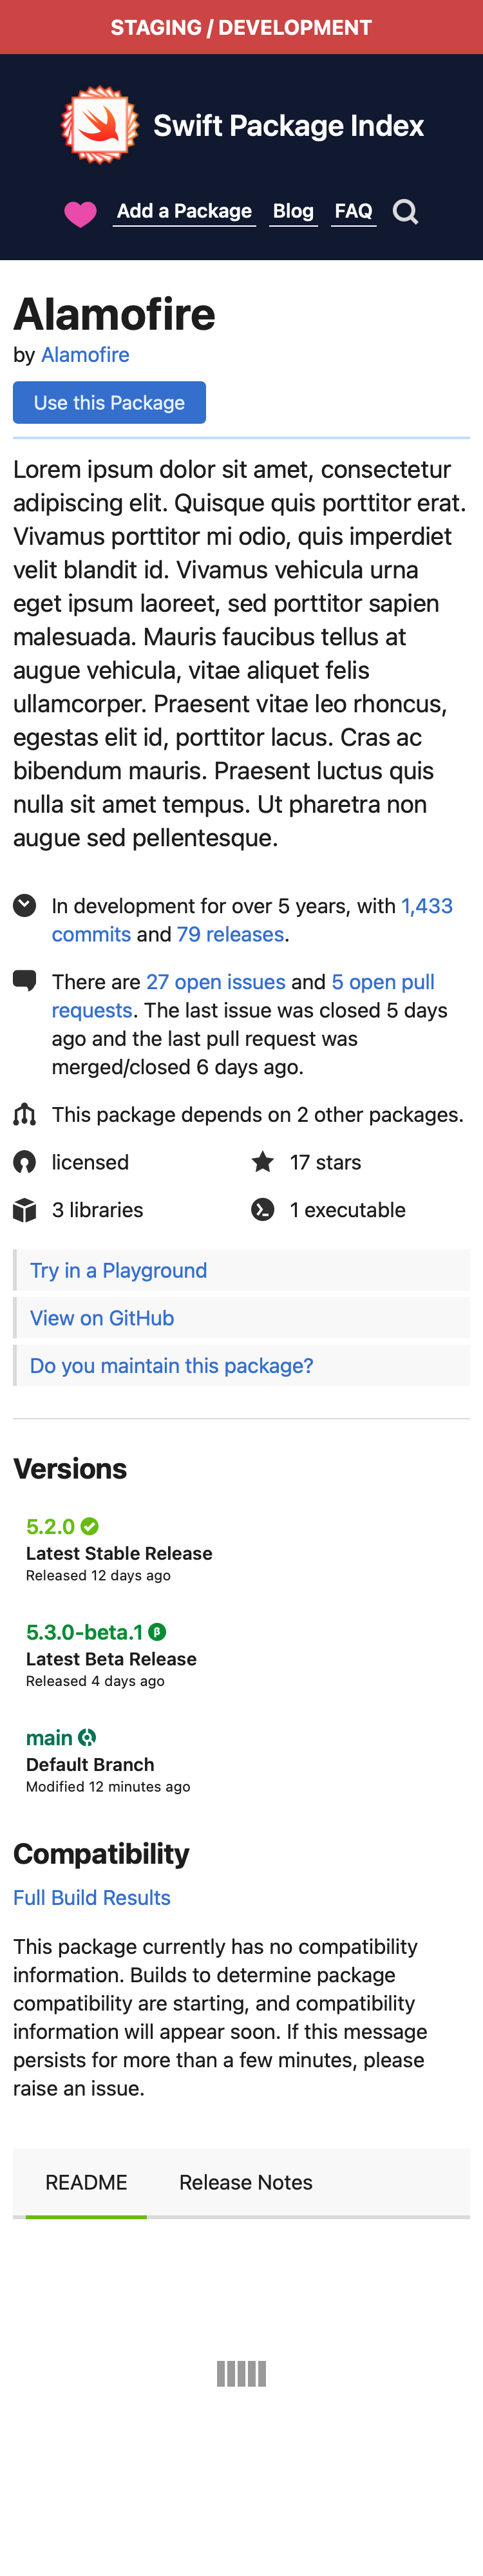 STAGING / DEVELOPMENT
Swift Package Index
Add a Package Blog FAQ
Alamofire
by Alamofire
Use this Package
Lorem ipsum dolor sit amet, consectetur
adipiscing elit. Quisque quis porttitor erat.
Vivamus porttitor mi odio, quis imperdiet
velit blandit id. Vivamus vehicula urna
eget ipsum laoreet, sed porttitor sapien
malesuada. Mauris faucibus tellus at
augue vehicula, vitae aliquet felis
ullamcorper. Praesent vitae leo rhoncus,
egestas elit id, porttitor lacus. Cras ac
bibendum mauris. Praesent luctus quis
nulla sit amet tempus. Ut pharetra non
augue sed pellentesque.
In development for over 5 years, with 1,433
commits and 79 releases.
There are 27 open issues and 5 open pull
requests. The last issue was closed 5 days
ago and the last pull request was
merged/closed 6 days ago.
This package depends on 2 other packages.
licensed 17 stars
3 libraries 1 executable
Try in a Playground
View on GitHub
Do you maintain this package?
Versions
5.2.0
Latest Stable Release
Released 12 days ago
5.3.0-beta.1 β
Latest Beta Release
Released 4 days ago
main
Default Branch
Modified 12 minutes ago
Compatibility
Full Build Results
This package currently has no compatibility
information. Builds to determine package
compatibility are starting, and compatibility
information will appear soon. If this message
persists for more than a few minutes, please
raise an issue.
README Release Notes